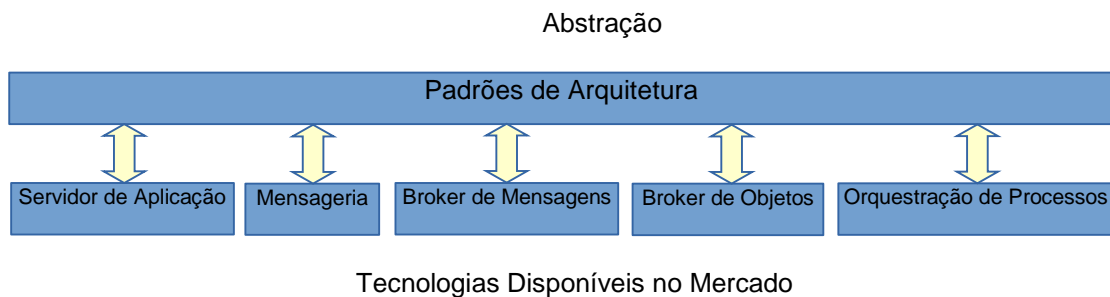 Abstração
Padrões de Arquitetura
Servidor de Aplicação
Mensageria
Broker de Mensagens
Broker de Objetos
Orquestração de Processos
Tecnologias Disponíveis no Mercado